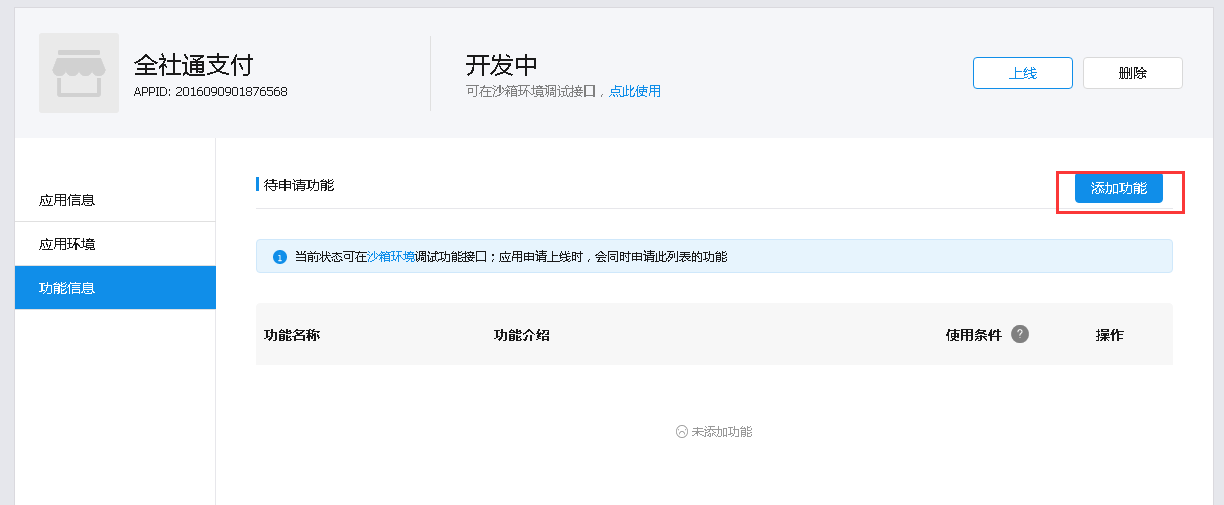 全社通支付
APPID: 2016090901876568
开发中
可在沙箱环境调试接口，点此使用
上线
删除
应用信息
应用环境
功能信息
待申请功能
添加功能
当前状态可在沙箱环境调试功能接口；应用申请上线时，会同时申请此列表的功能
功能名称 功能介绍 使用条件 ? 操作
未添加功能